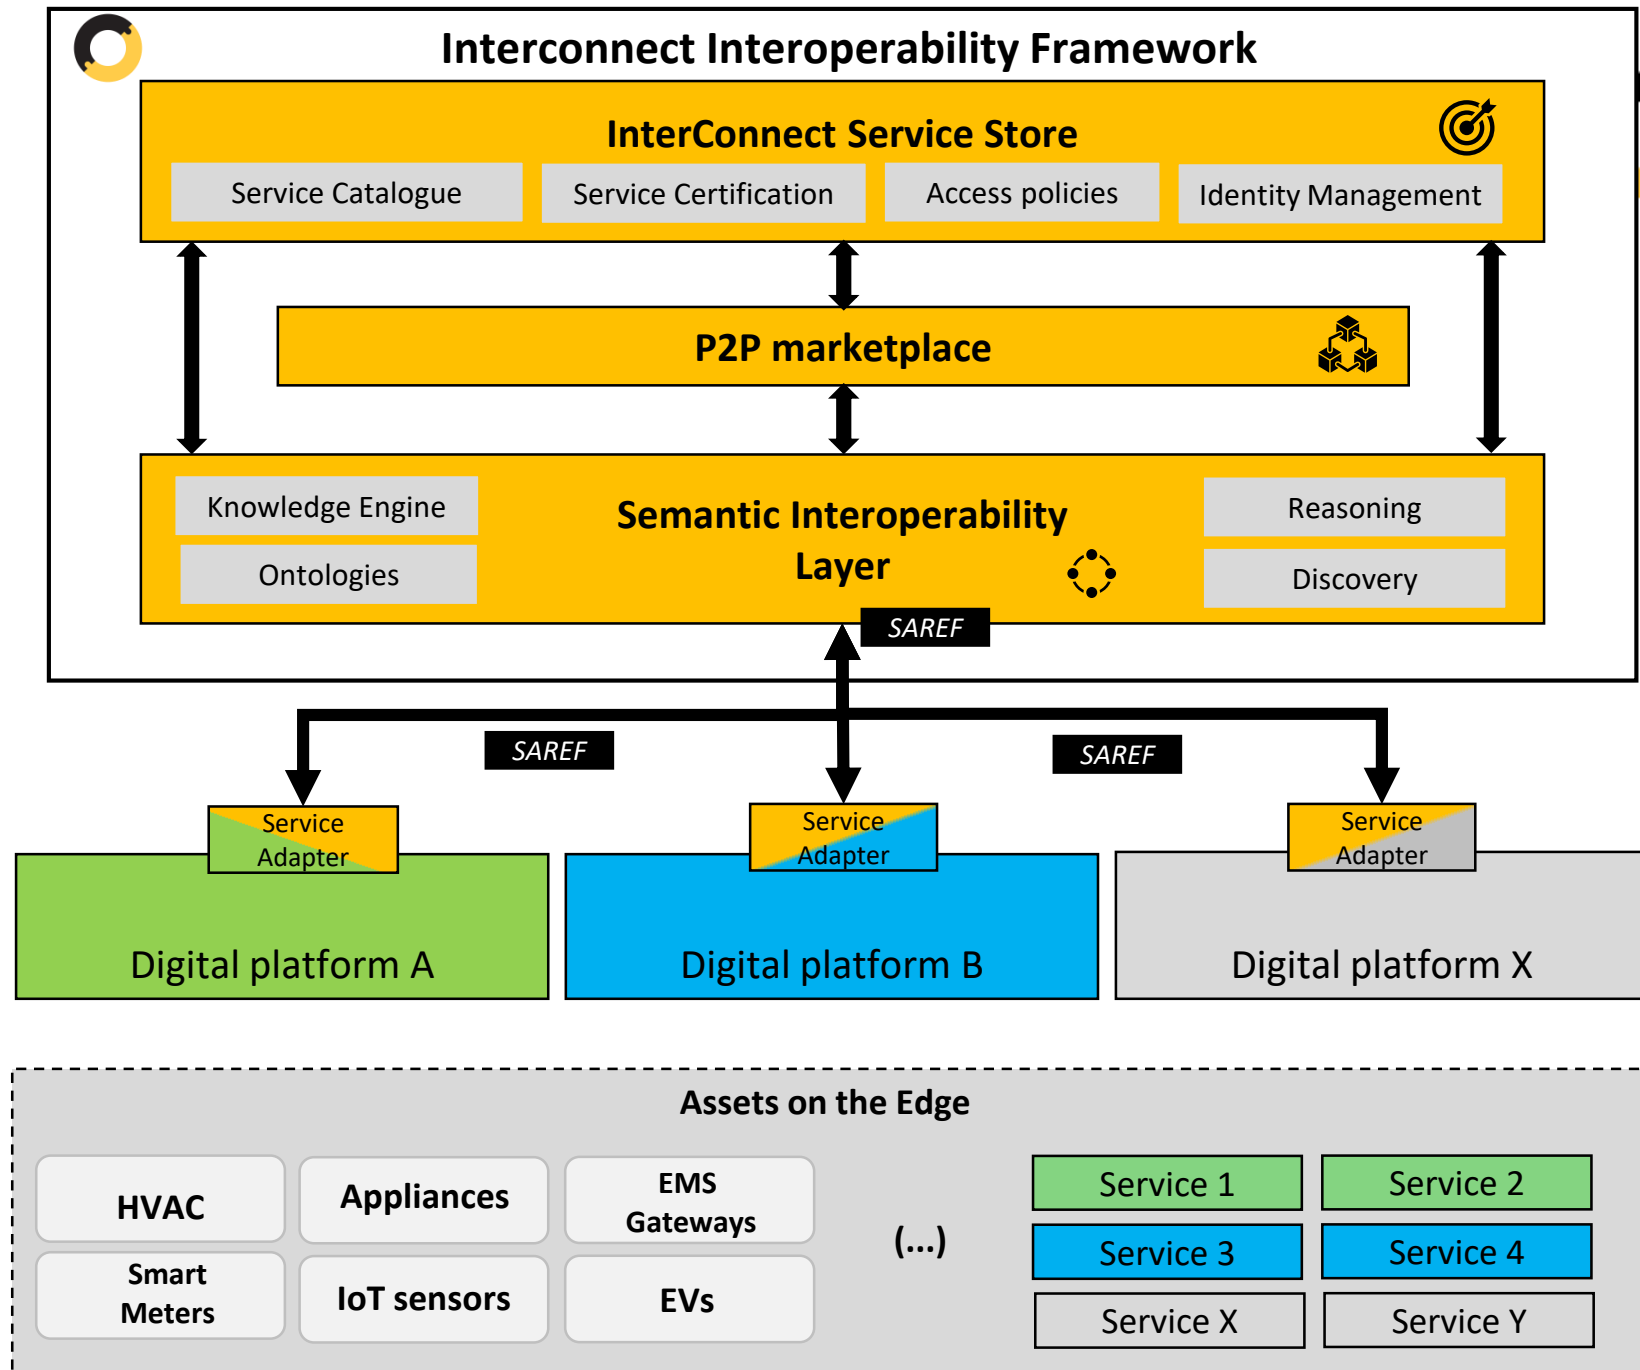 Interconnect Interoperability Framework
InterConnect Service Store
Service Catalogue
Service Certification
Access policies
Identity Management
P2P marketplace
Knowledge Engine
Ontologies
Semantic Interoperability
Layer
Reasoning
Discovery
SAREF
SAREF
SAREF
Service
Adapter
Digital platform A
Service
Adapter
Digital platform B
Service
Adapter
Digital platform X
Assets on the Edge
HVAC
Appliances
EMS
Gateways
Smart
Meters
IoT sensors
EVs
(...)
Service 1
Service 2
Service 3
Service 4
Service X
Service Y